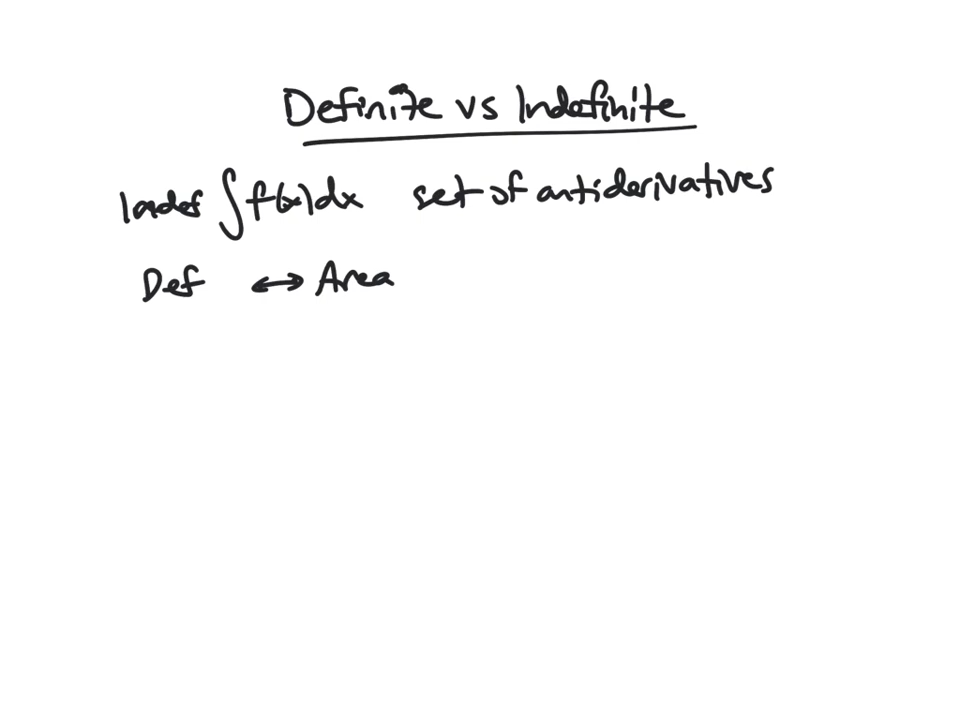 Definite vs Indefinite
Indef ∫f(x)dx set of antiderivatives
Def ↔ Area